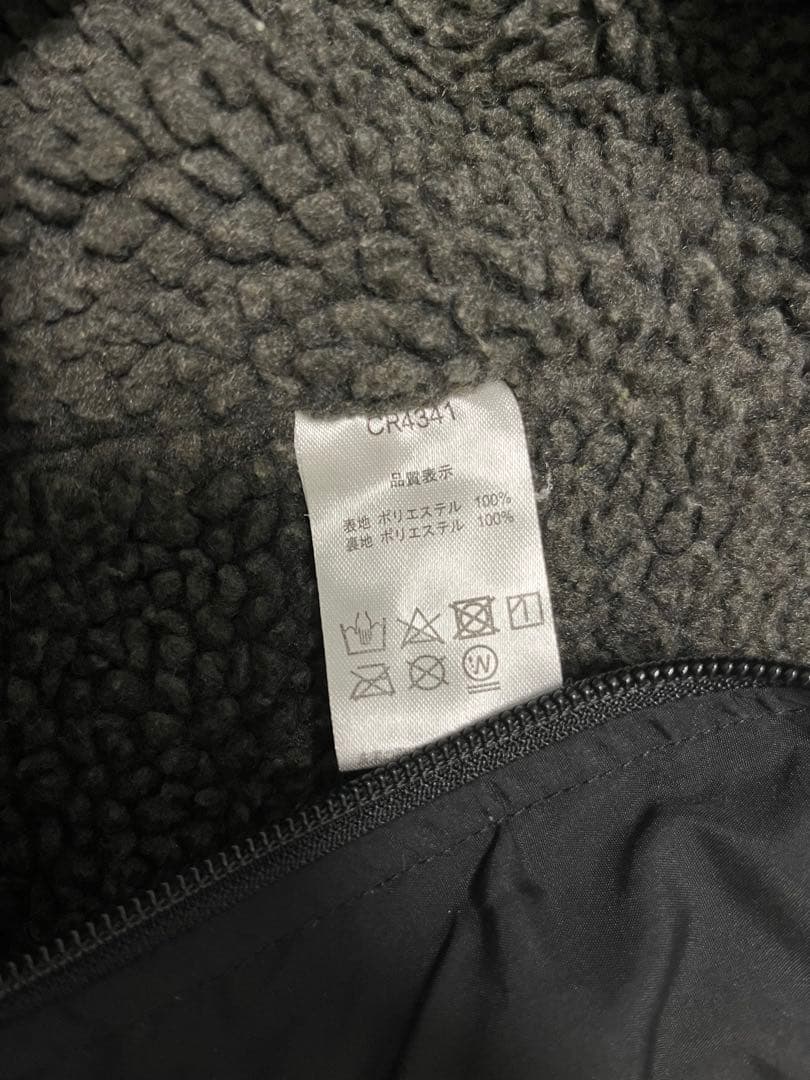 CR4341
品質表示
表地 ポリエステル 100%
裏地 ポリエステル 100%
W